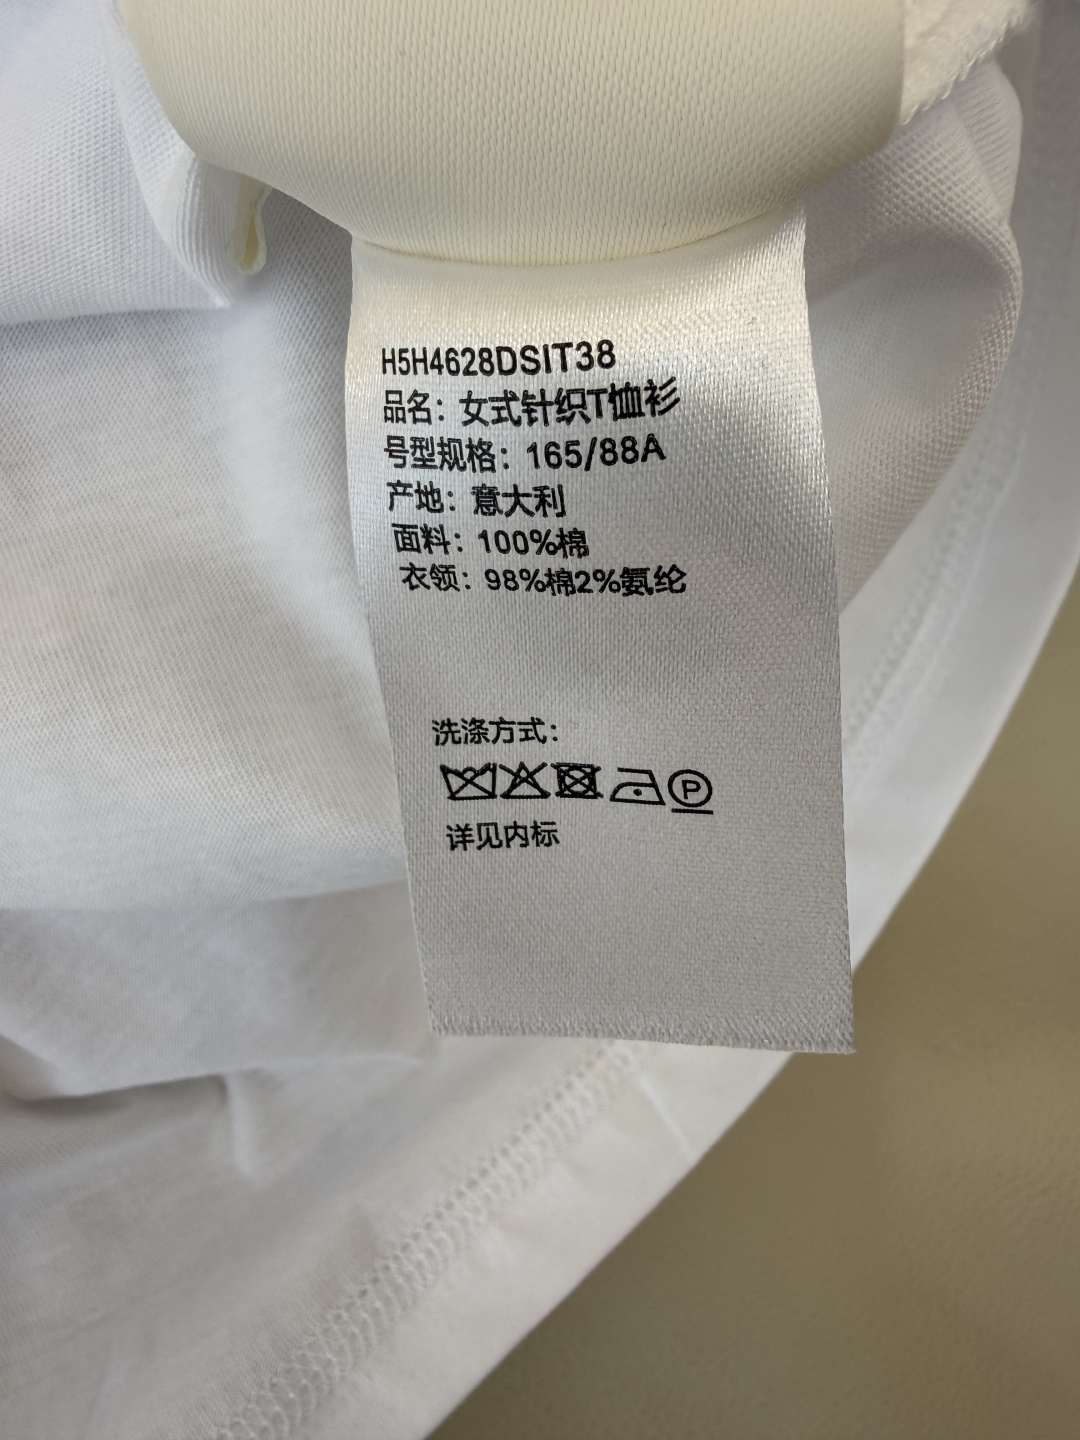 H5H4628DSIT38
品名：女式针织T恤衫
号型规格：165/88A
产地：意大利
面料：100%棉
衣领：98%棉2%氨纶
洗涤方式：
P
详见内标